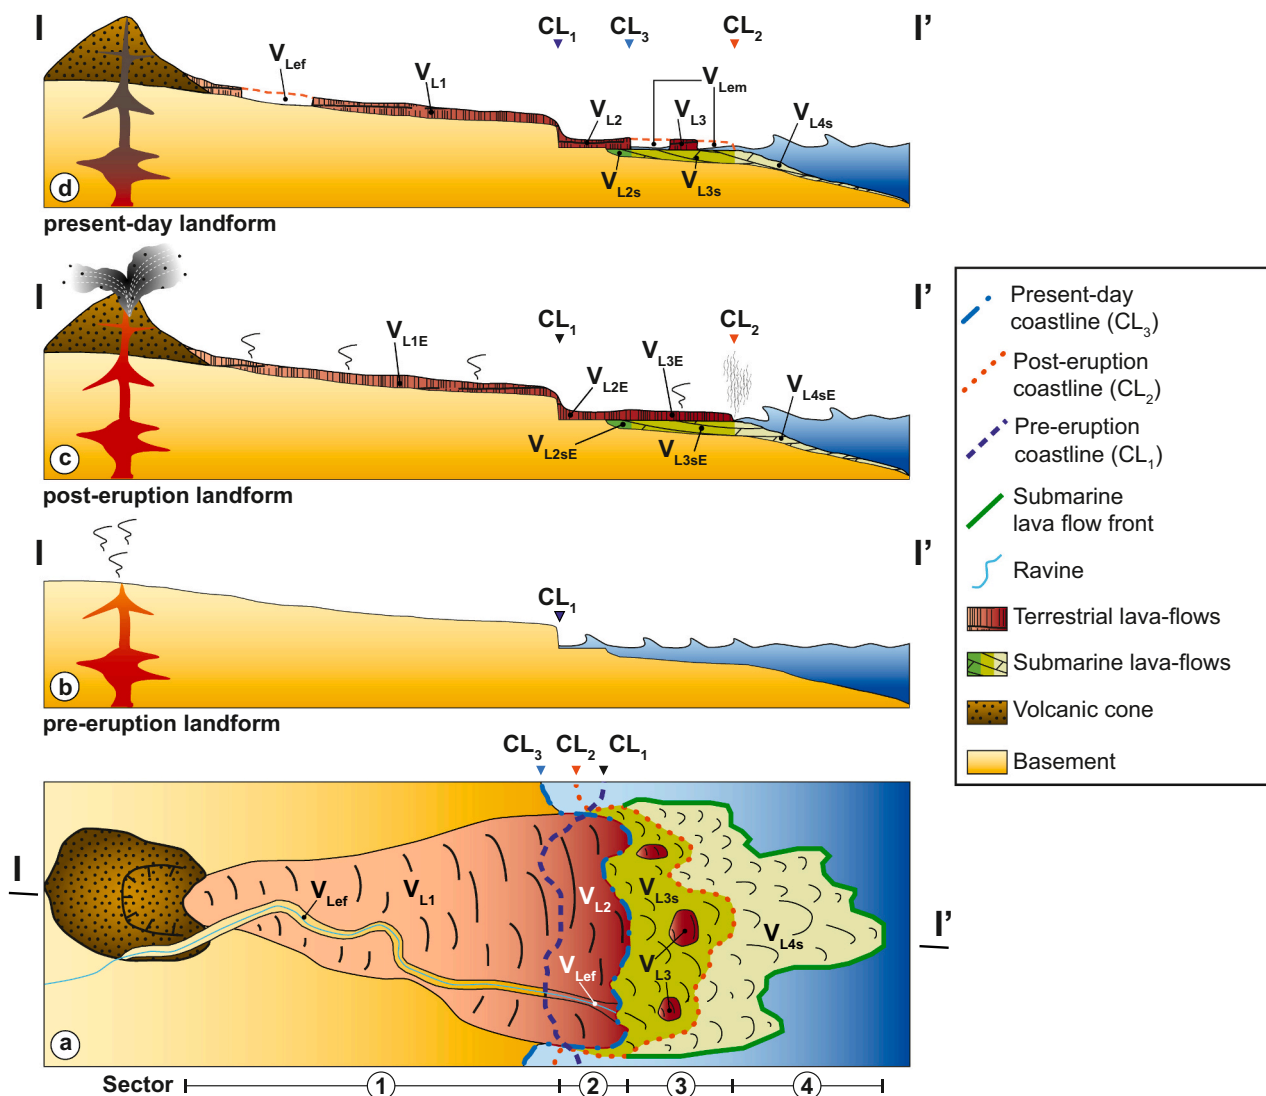 I
CL1
CL3
CL2
I’
VLef
VL1
VL2
VL3
VLem
VL4s
VL2s
VL3s
d
present-day landform
I
CL1
CL2
I’
VL1E
VL2E
VL3E
VL4sE
VL2sE
VL3sE
c
post-eruption landform
I
CL1
I’
b
pre-eruption landform
CL3
CL2
CL1
I
VLef
VL1
VL2
VL3s
VLef
VL3
VL4s
I’
a
Sector
1
2
3
4
Present-day
coastline (CL3)
Post-eruption
coastline (CL2)
Pre-eruption
coastline (CL1)
Submarine
lava flow front
Ravine
Terrestrial lava-flows
Submarine lava-flows
Volcanic cone
Basement